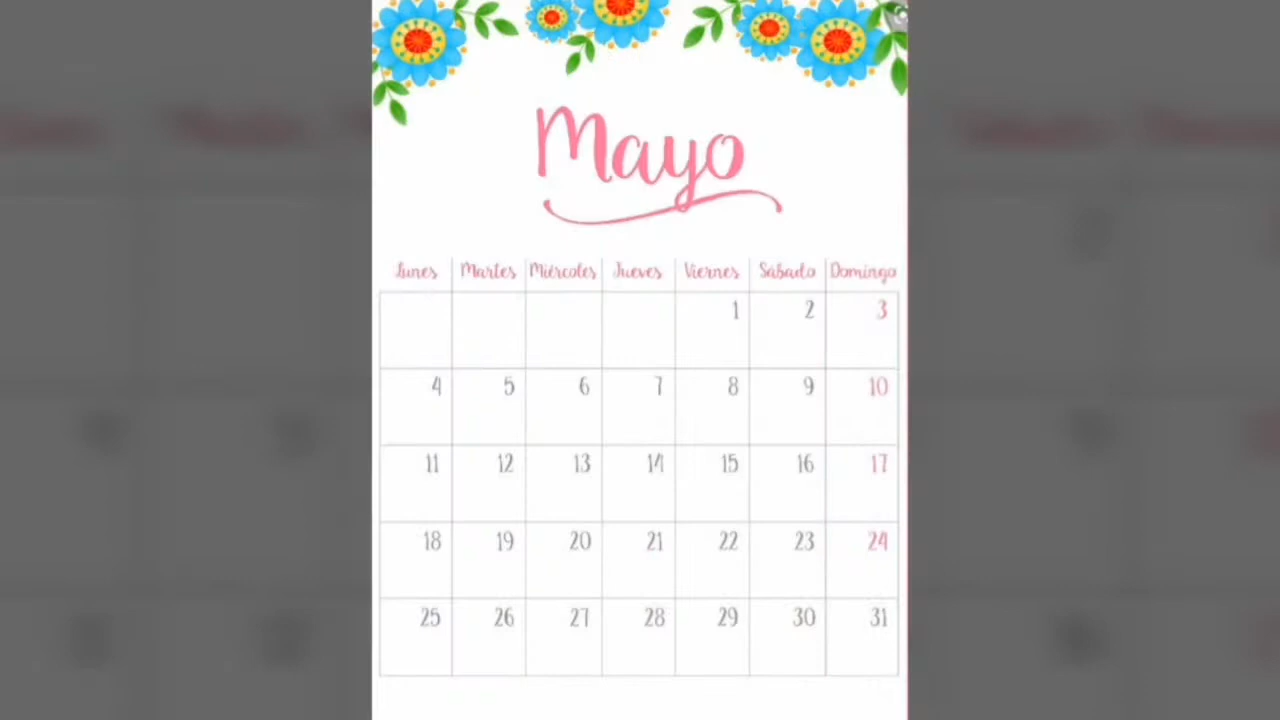 Mayo
Lunes Martes Miércoles Jueves Viernes Sábado Domingo
1 2 3
4 5 6 7 8 9 10
11 12 13 14 15 16 17
18 19 20 21 22 23 24
25 26 27 28 29 30 31